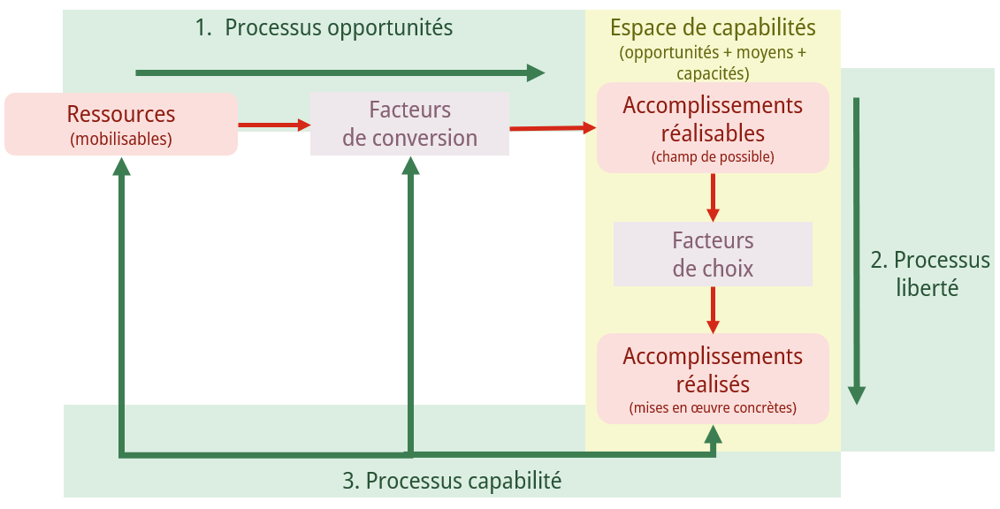 1. Processus opportunités
Espace de capabilités
(opportunités + moyens +
capacités)
Ressources
(mobilisables)
Facteurs
de conversion
Accomplissements
réalisables
(champ de possible)
Facteurs
de choix
2. Processus
liberté
Accomplissements
réalisés
(mises en œuvre concrètes)
3. Processus capabilité